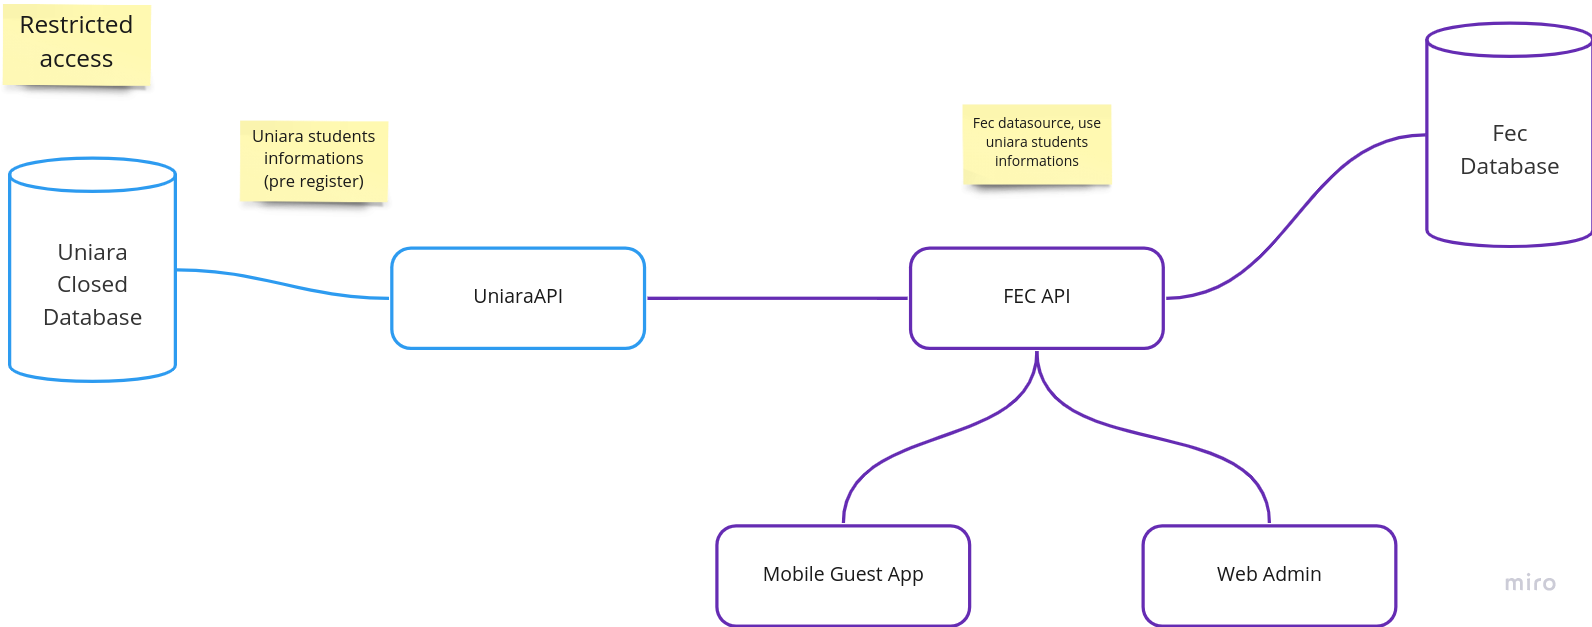 Restricted
access
Uniara students
informations
(pre register)
Fec datasource, use
uniara students
informations
Fec
Database
Uniara
Closed
Database
UniaraAPI
FEC API
Mobile Guest App
Web Admin
miro